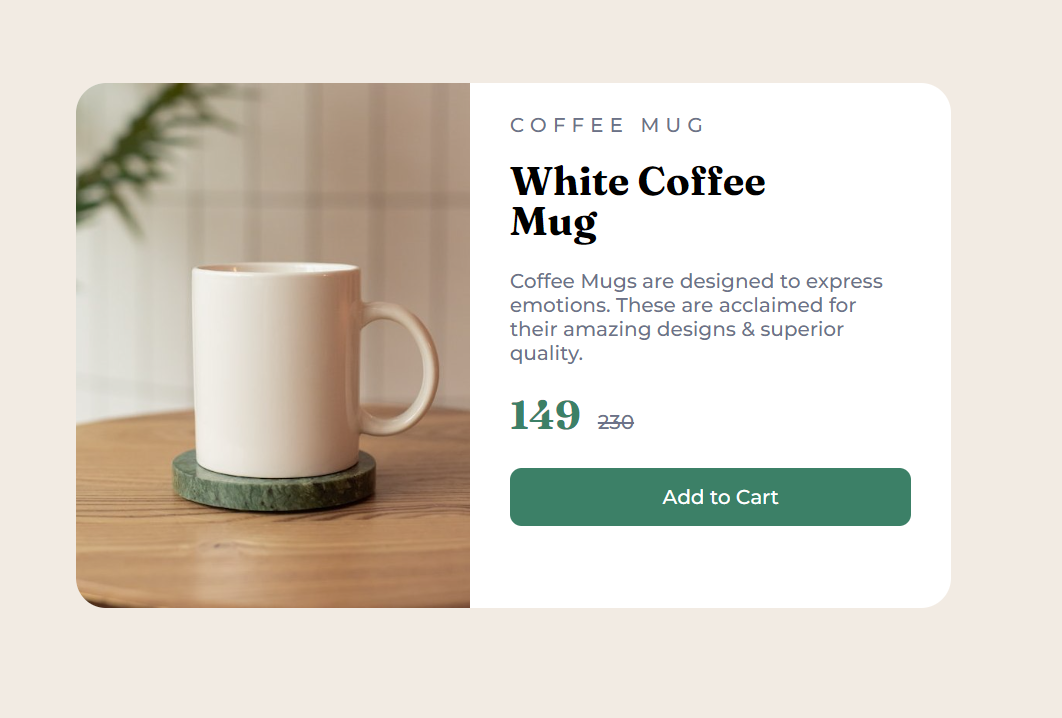 COFFEE MUG
White Coffee
Mug
Coffee Mugs are designed to express
emotions. These are acclaimed for
their amazing designs & superior
quality.
149 230
Add to Cart